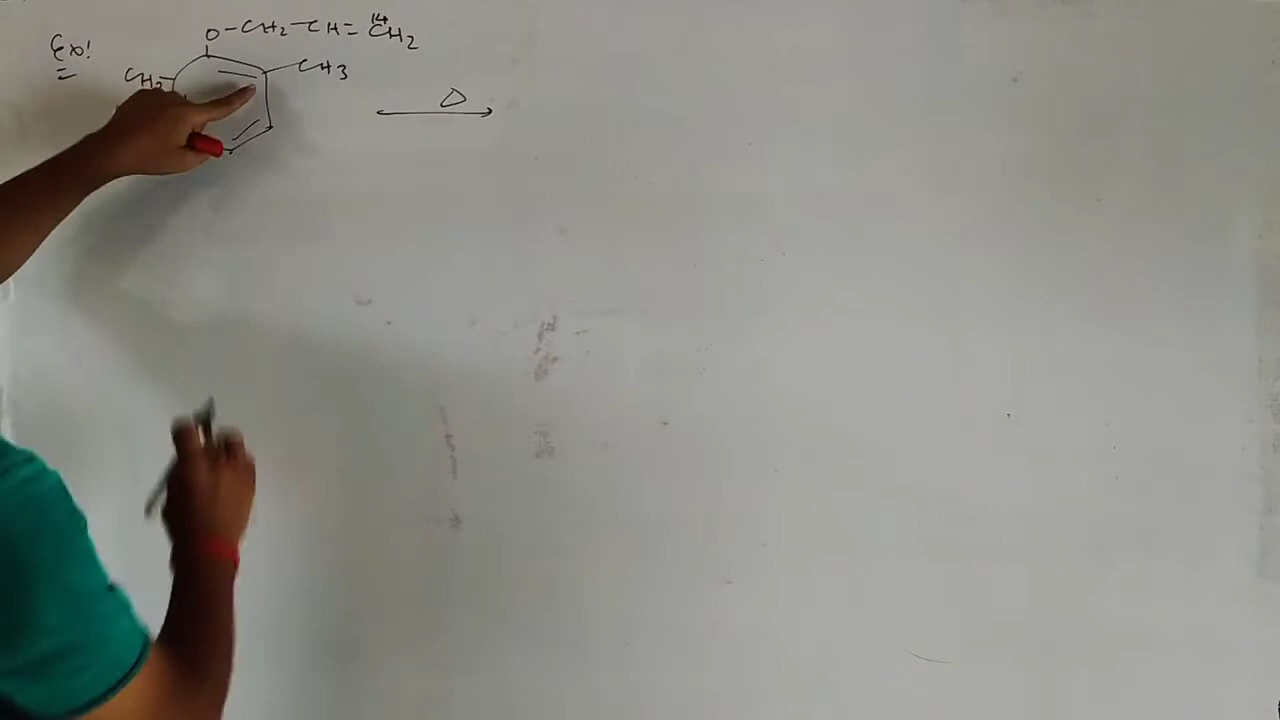 Ex!
O-CH2-CH=14CH2
CH3
CH3
Δ